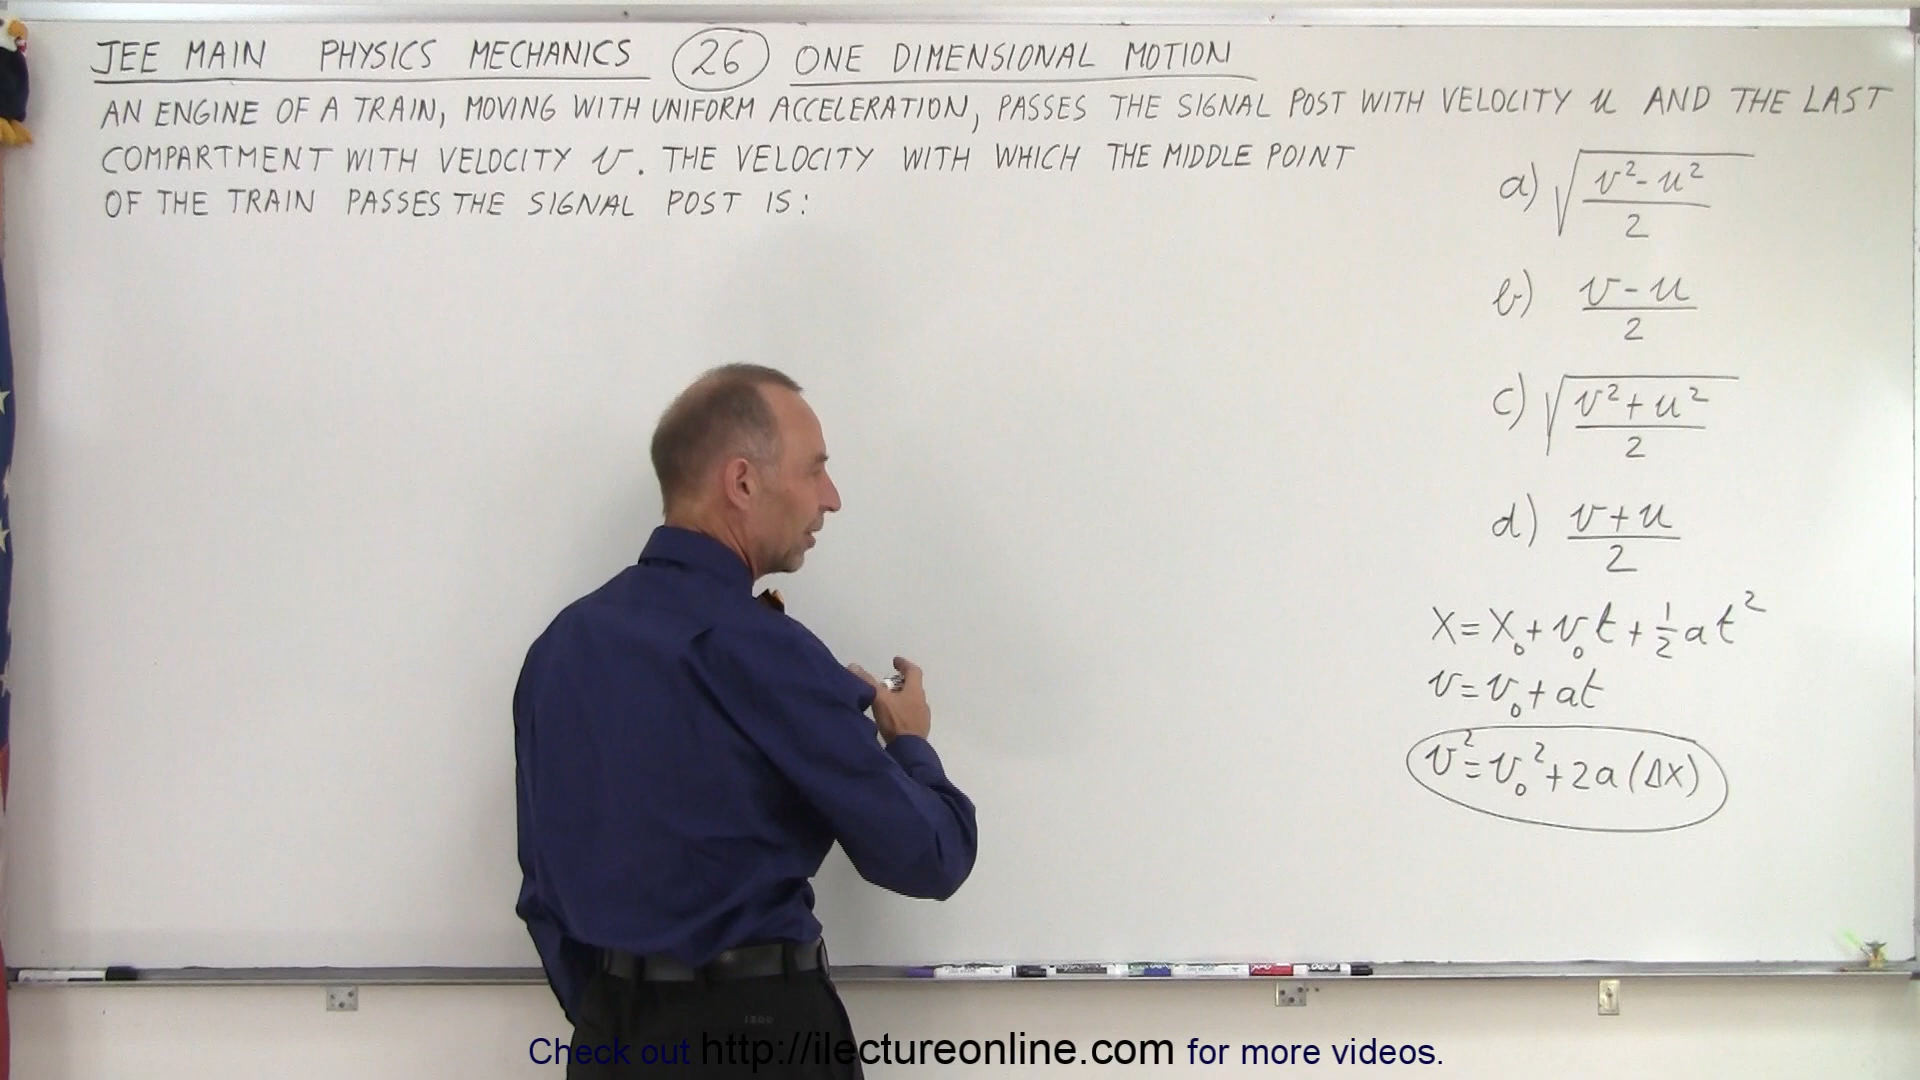 JEE MAIN PHYSICS MECHANICS 26 ONE DIMENSIONAL MOTION
AN ENGINE OF A TRAIN, MOVING WITH UNIFORM ACCELERATION, PASSES THE SIGNAL POST WITH VELOCITY u AND THE LAST
COMPARTMENT WITH VELOCITY v. THE VELOCITY WITH WHICH THE MIDDLE POINT
OF THE TRAIN PASSES THE SIGNAL POST IS:
a) √((v²-u²)/2)
b) (v-u)/2
c) √((v²+u²)/2)
d) (v+u)/2
X=X₀+v₀t+½at²
v=v₀+at
v²=v₀²+2a(ΔX)
IZOD
Check out http://ilectureonline.com for more videos.